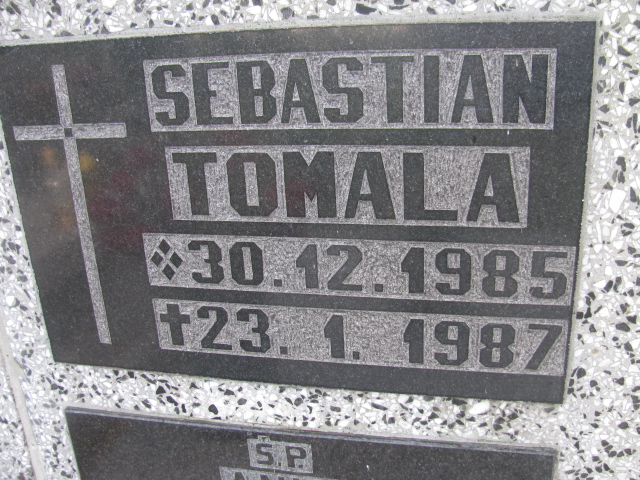 SEBASTIAN
TOMALA
30.12.1985
†23. 1. 1987
Ś.P.